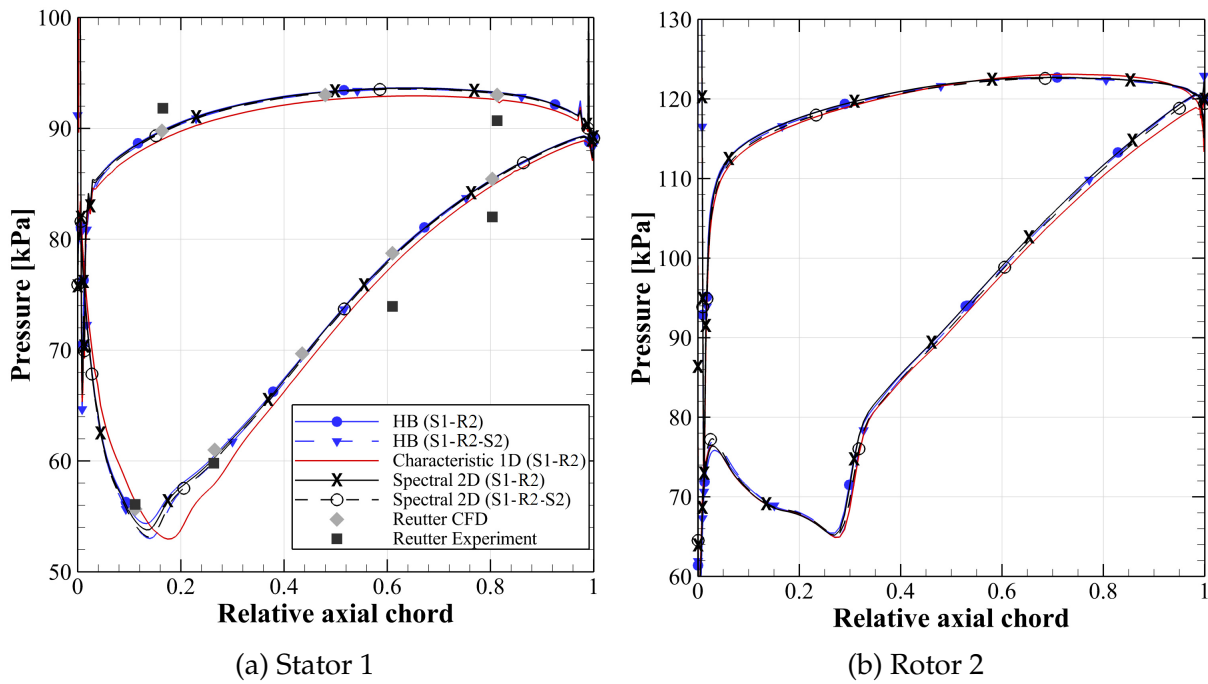 100
90
80
70
60
50
Pressure [kPa]
0
0.2
0.4
0.6
0.8
1
Relative axial chord
HB (S1-R2)
HB (S1-R2-S2)
Characteristic 1D (S1-R2)
Spectral 2D (S1-R2)
Spectral 2D (S1-R2-S2)
Reutter CFD
Reutter Experiment
(a) Stator 1
130
120
110
100
90
80
70
60
Pressure [kPa]
0
0.2
0.4
0.6
0.8
1
Relative axial chord
(b) Rotor 2